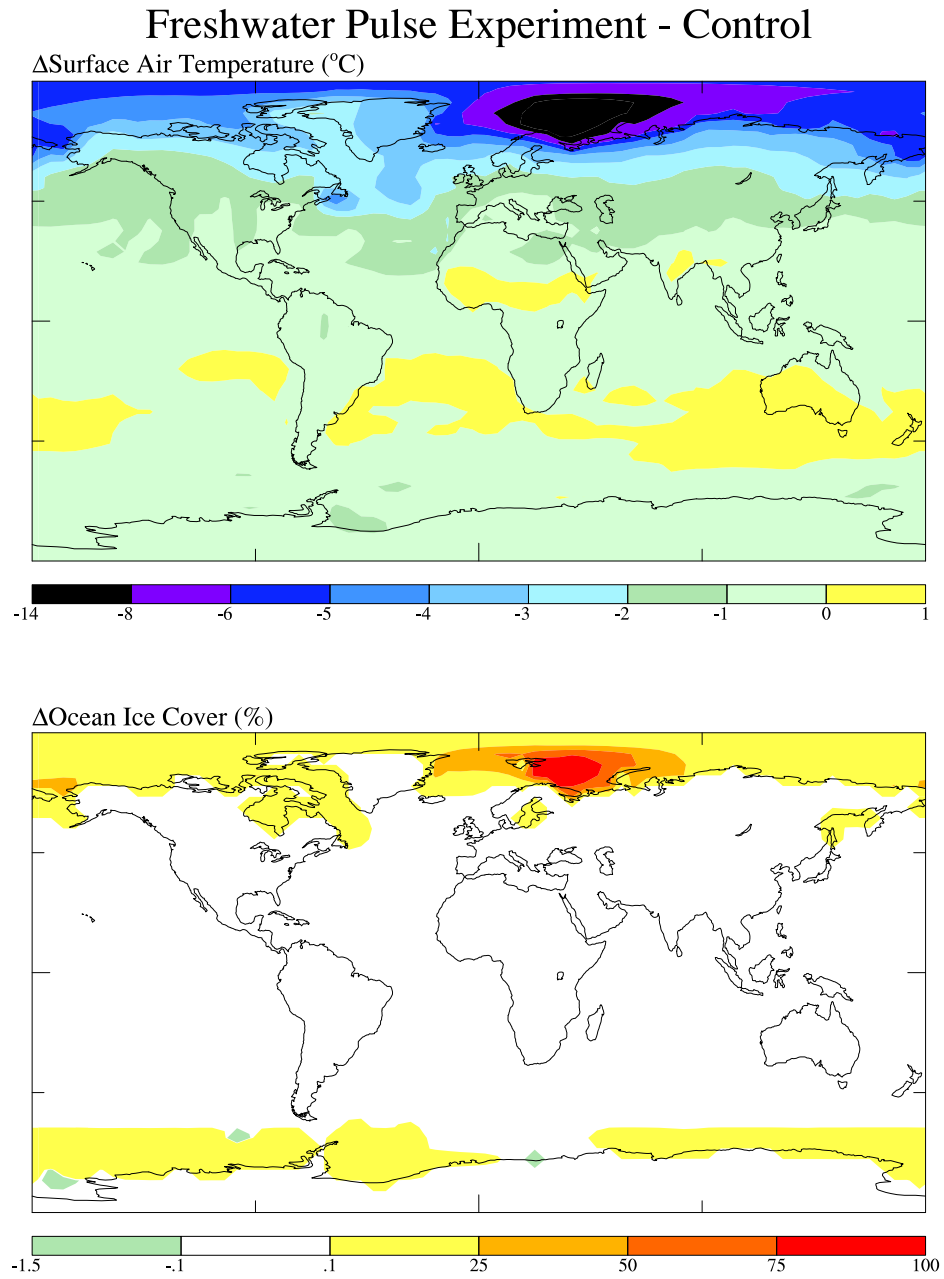 Freshwater Pulse Experiment - Control
ΔSurface Air Temperature (°C)
-14 -8 -6 -5 -4 -3 -2 -1 0 1
ΔOcean Ice Cover (%)
-1.5 -.1 .1 25 50 75 100